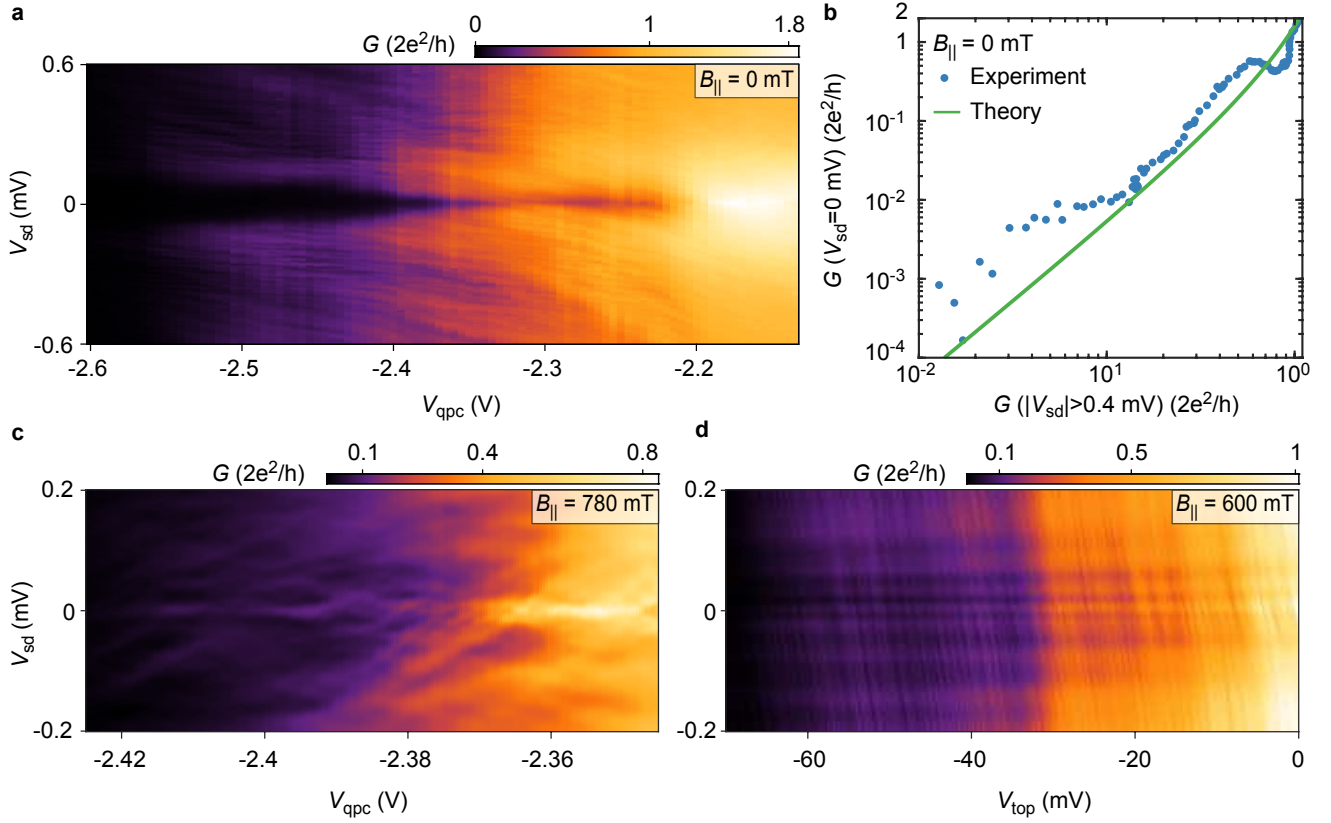 a
G (2e²/h)
0
1
1.8
B|| = 0 mT
0.6
0
-0.6
Vsd (mV)
-2.6
-2.5
-2.4
-2.3
-2.2
Vqpc (V)
b
B|| = 0 mT
Experiment
Theory
2
1
10⁻¹
10⁻²
10⁻³
10⁻⁴
G (Vsd=0 mV) (2e²/h)
10⁻²
10¹
10⁰
G (|Vsd|>0.4 mV) (2e²/h)
c
G (2e²/h)
0.1
0.4
0.8
B|| = 780 mT
0.2
0
-0.2
Vsd (mV)
-2.42
-2.4
-2.38
-2.36
Vqpc (V)
d
G (2e²/h)
0.1
0.5
1
B|| = 600 mT
0.2
0
-0.2
-60
-40
-20
0
Vtop (mV)